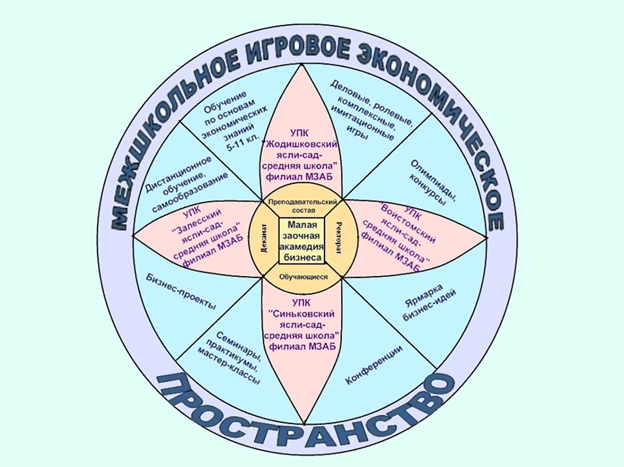 МЕЖШКОЛЬНОЕ ИГРОВОЕ ЭКОНОМИЧЕСКОЕ
ПРОСТРАНСТВО
Обучение
по основам
экономических
знаний
5-11 кл.
Деловые, ролевые,
комплексные,
имитационные
игры
Дистанционное
обучение,
самообразование
Олимпиады,
конкурсы
УПК
"Жодишковский
ясли-сад-
средняя школа"
филиал МЗАБ
УПК
"Залесский
ясли-сад-
средняя школа"
филиал МЗАБ
Преподавательский
состав
Деканат
Малая
заочная
акамедия
бизнеса
Ректорат
Обучающиеся
УПК
"Войстомский
ясли-сад-
средняя школа"
филиал МЗАБ
УПК
"Синьковский
ясли-сад-
средняя школа"
филиал МЗАБ
Бизнес-проекты
Ярмарка
бизнес-идей
Семинары,
практикумы,
мастер-классы
Конференции